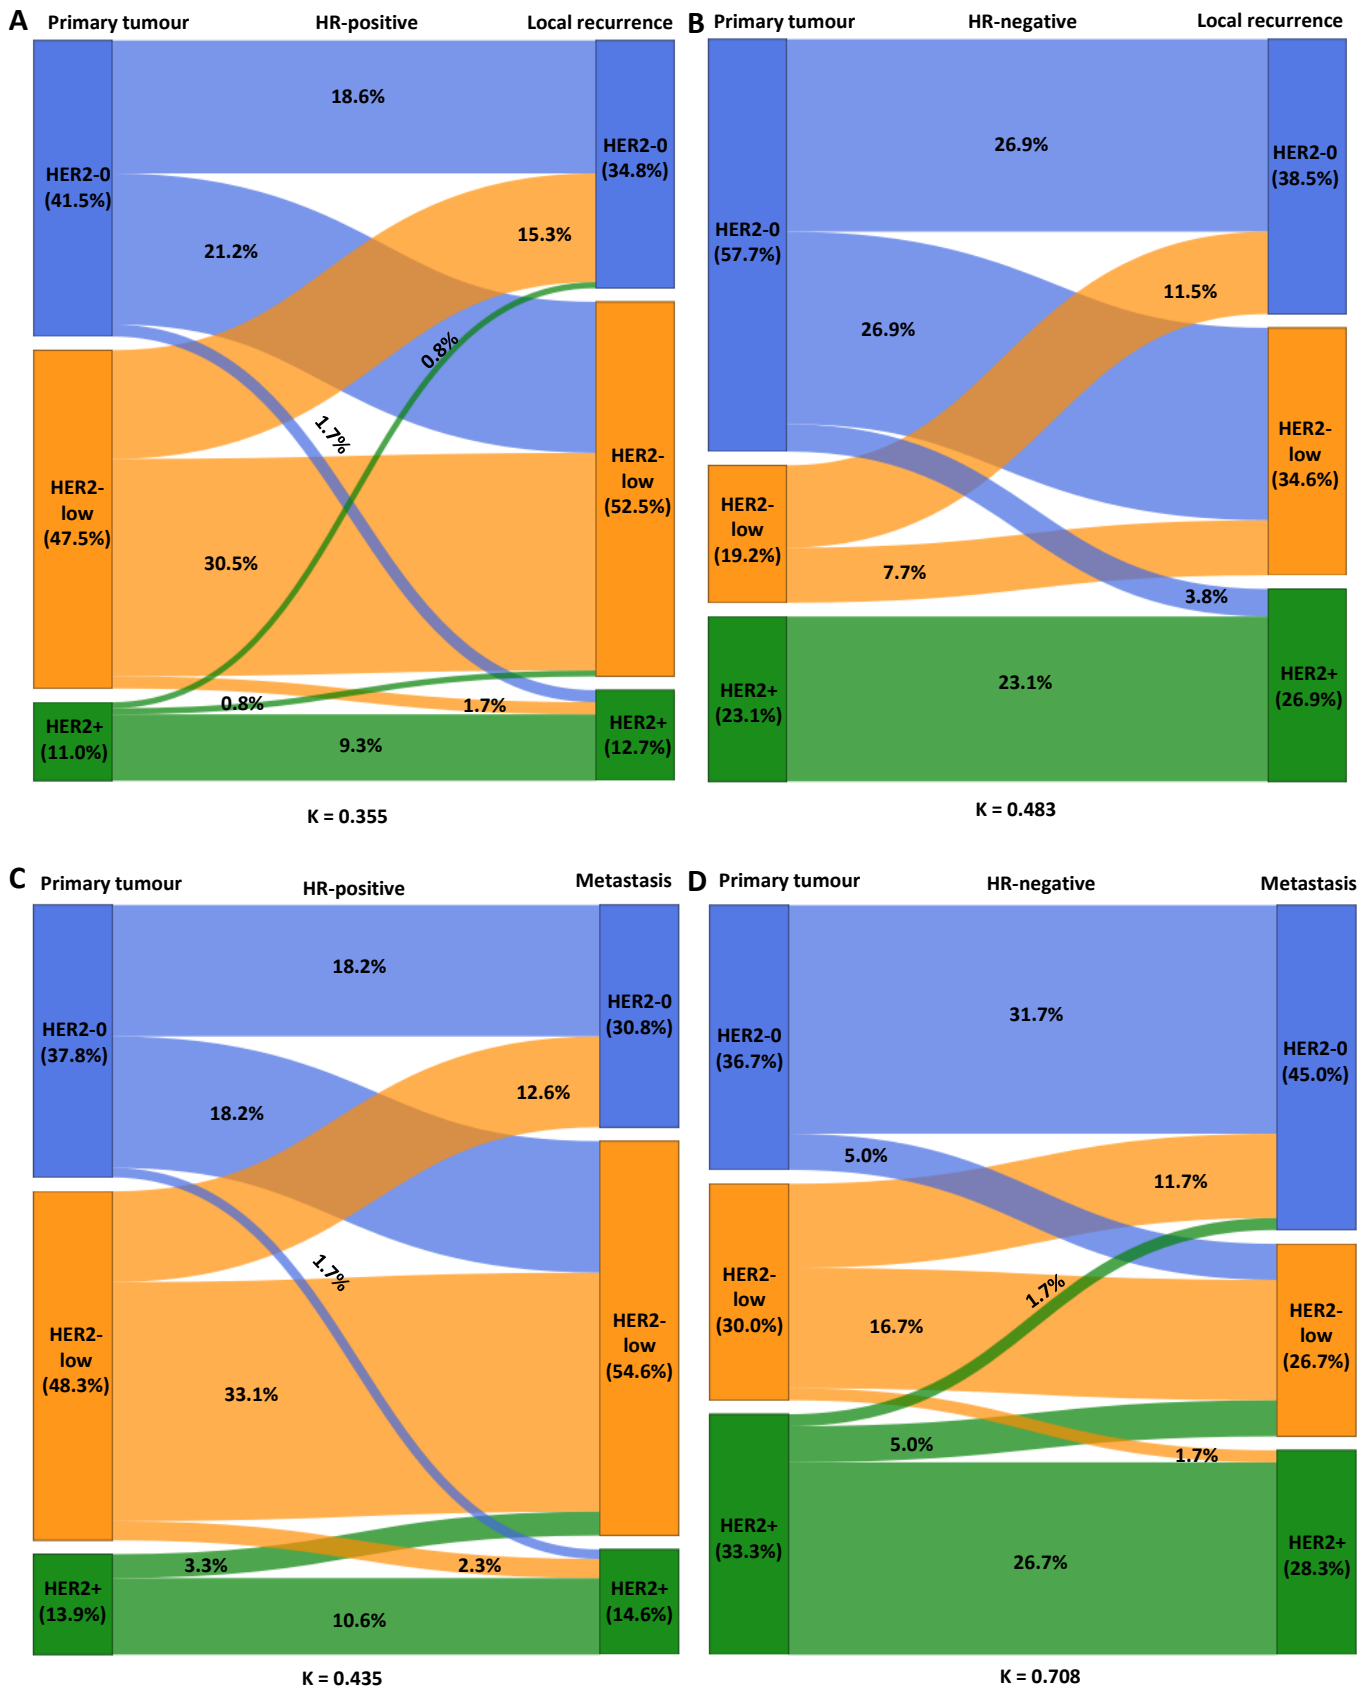 A
Primary tumour
HR-positive
Local recurrence
HER2-0
(41.5%)
HER2-
low
(47.5%)
HER2+
(11.0%)
18.6%
21.2%
15.3%
0.8%
1.7%
30.5%
0.8%
1.7%
9.3%
HER2-0
(34.8%)
HER2-
low
(52.5%)
HER2+
(12.7%)
K = 0.355
B
Primary tumour
HR-negative
Local recurrence
HER2-0
(57.7%)
HER2-
low
(19.2%)
HER2+
(23.1%)
26.9%
11.5%
26.9%
7.7%
3.8%
23.1%
HER2-0
(38.5%)
HER2-
low
(34.6%)
HER2+
(26.9%)
K = 0.483
C
Primary tumour
HR-positive
Metastasis
HER2-0
(37.8%)
HER2-
low
(48.3%)
HER2+
(13.9%)
18.2%
12.6%
18.2%
1.7%
33.1%
3.3%
2.3%
10.6%
HER2-0
(30.8%)
HER2-
low
(54.6%)
HER2+
(14.6%)
K = 0.435
D
Primary tumour
HR-negative
Metastasis
HER2-0
(36.7%)
HER2-
low
(30.0%)
HER2+
(33.3%)
31.7%
5.0%
11.7%
1.7%
16.7%
5.0%
1.7%
26.7%
HER2-0
(45.0%)
HER2-
low
(26.7%)
HER2+
(28.3%)
K = 0.708